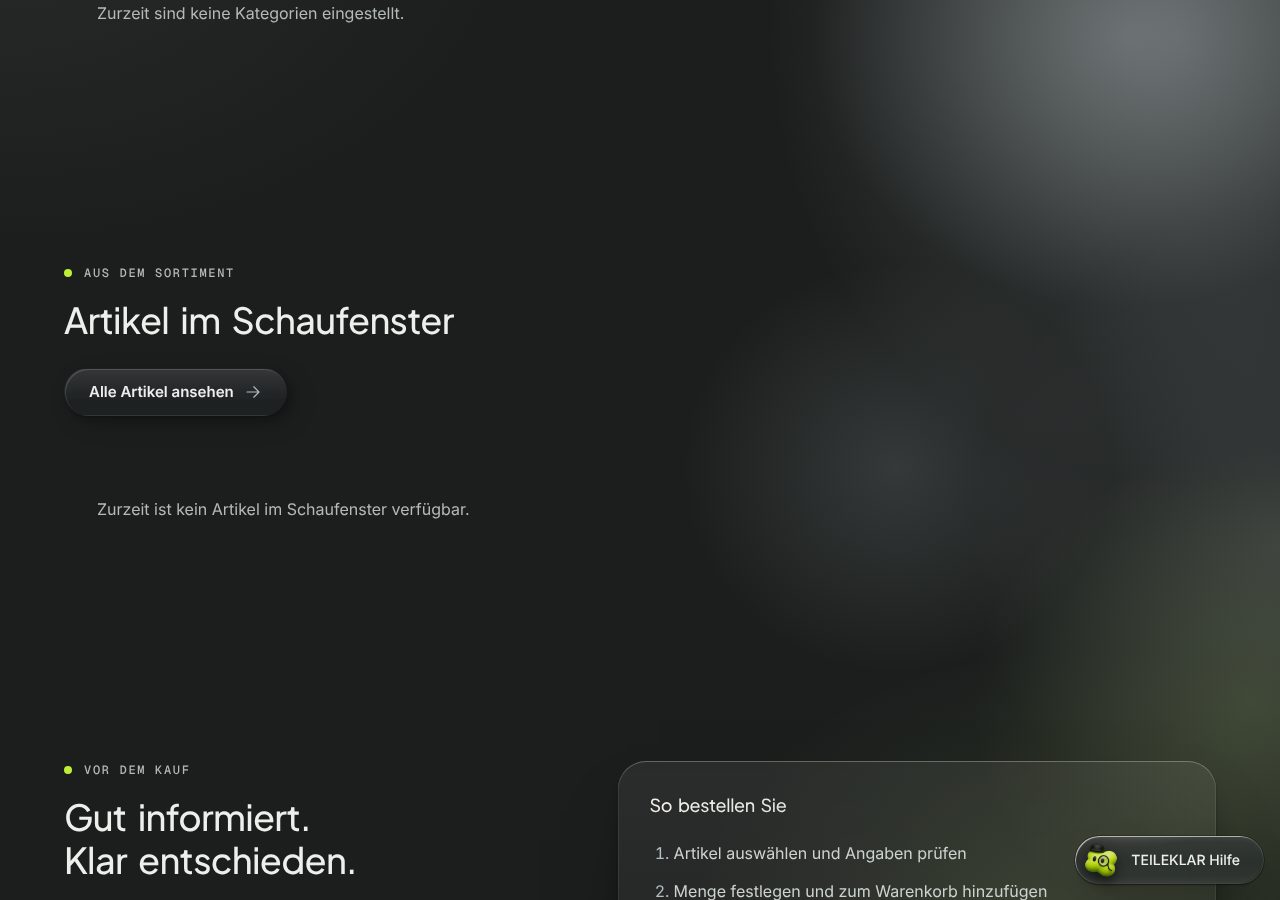 Zurzeit sind keine Kategorien eingestellt.
AUS DEM SORTIMENT
Artikel im Schaufenster
Alle Artikel ansehen
Zurzeit ist kein Artikel im Schaufenster verfügbar.
VOR DEM KAUF
Gut informiert.
Klar entschieden.
So bestellen Sie
1. Artikel auswählen und Angaben prüfen
2. Menge festlegen und zum Warenkorb hinzufügen
TEILEKLAR Hilfe